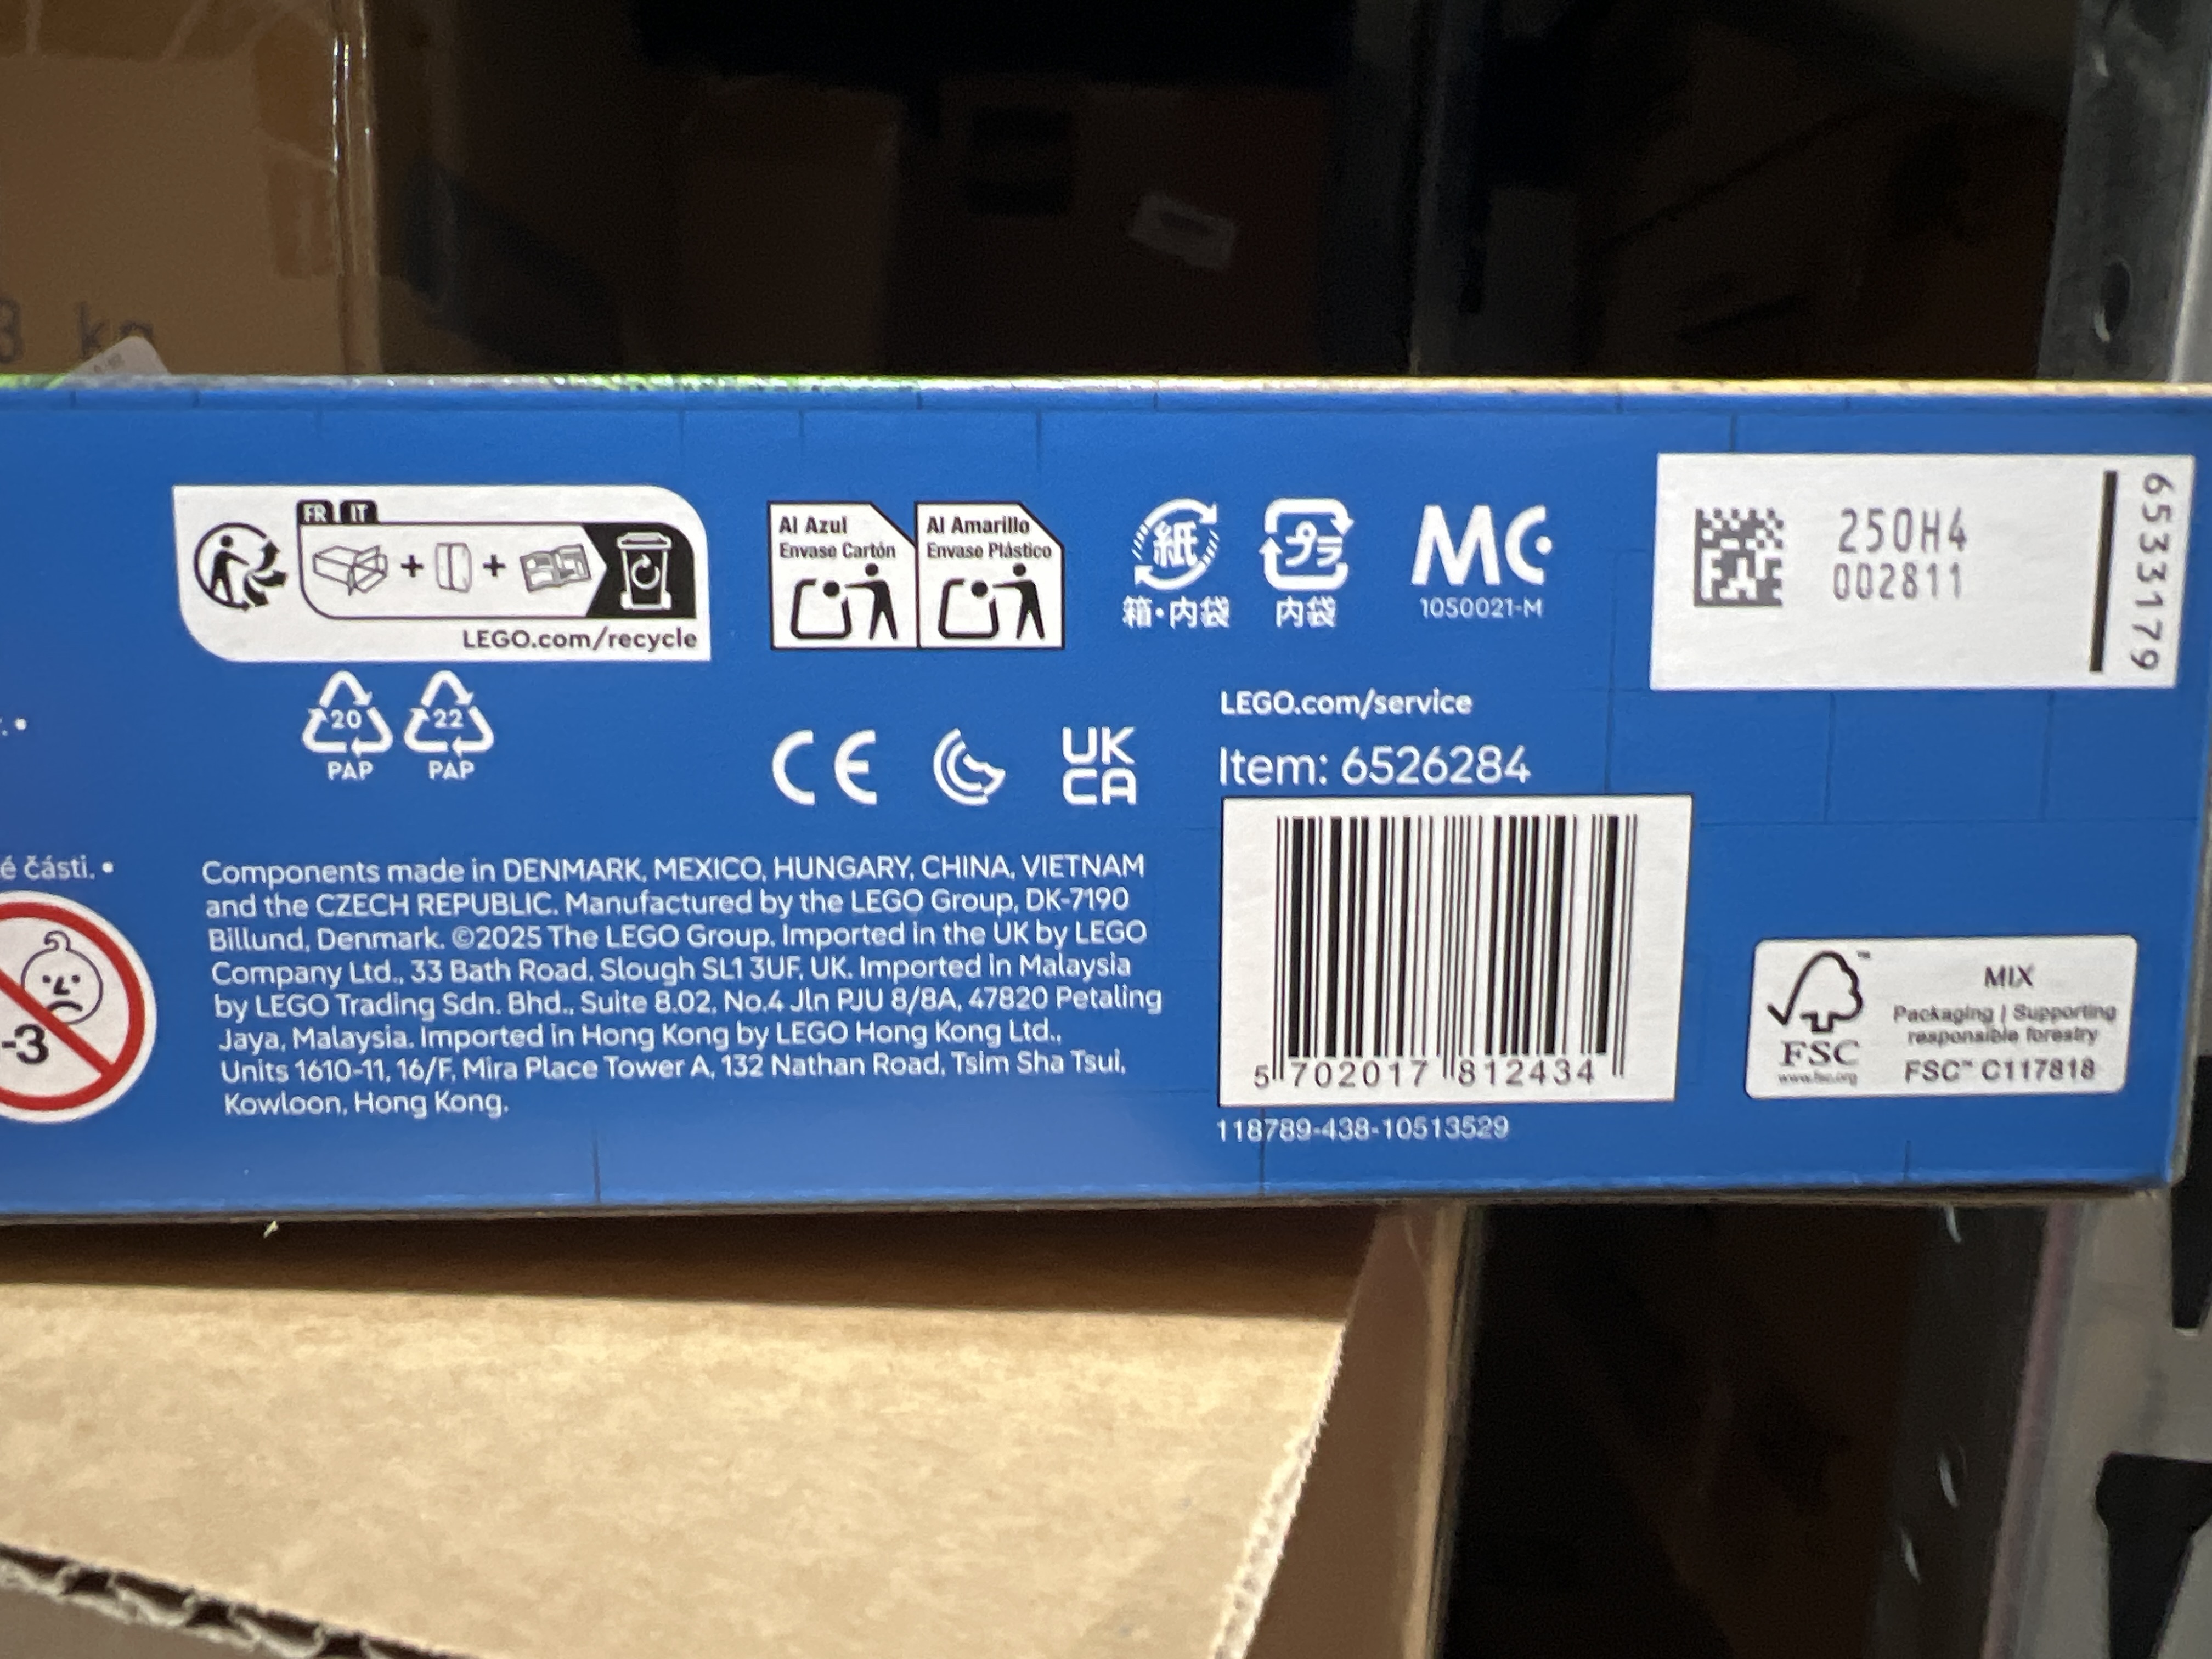 3 kg
FR IT
LEGO.com/recycle
20
PAP
22
PAP
Al Azul
Envase Cartón
Al Amarillo
Envase Plástico
紙
箱・内袋
プラ
内袋
MC
1050021-M
250H4
002811
6533179
CE
UK
CA
LEGO.com/service
Item: 6526284
é části. •
-3
Components made in DENMARK, MEXICO, HUNGARY, CHINA, VIETNAM
and the CZECH REPUBLIC. Manufactured by the LEGO Group, DK-7190
Billund, Denmark. ©2025 The LEGO Group. Imported in the UK by LEGO
Company Ltd., 33 Bath Road, Slough SL1 3UF, UK. Imported in Malaysia
by LEGO Trading Sdn. Bhd., Suite 8.02, No.4 Jln PJU 8/8A, 47820 Petaling
Jaya, Malaysia. Imported in Hong Kong by LEGO Hong Kong Ltd.,
Units 1610-11, 16/F, Mira Place Tower A, 132 Nathan Road, Tsim Sha Tsui,
Kowloon, Hong Kong.
5 702017 812434
118789-438-10513529
FSC
www.fsc.org
MIX
Packaging | Supporting
responsible forestry
FSC™ C117818